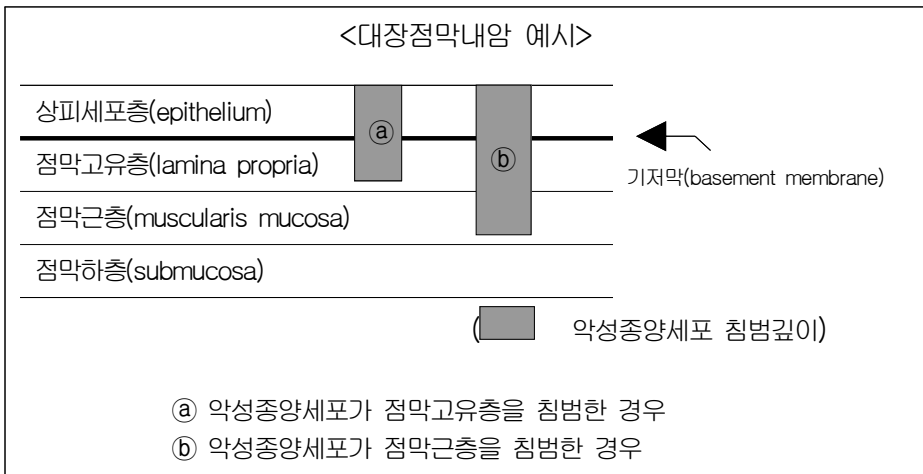 <대장점막내암 예시>
상피세포층(epithelium)
ⓐ
점막고유층(lamina propria)
ⓑ
기저막(basement membrane)
점막근층(muscularis mucosa)
점막하층(submucosa)
( 악성종양세포 침범깊이)
ⓐ 악성종양세포가 점막고유층을 침범한 경우
ⓑ 악성종양세포가 점막근층을 침범한 경우